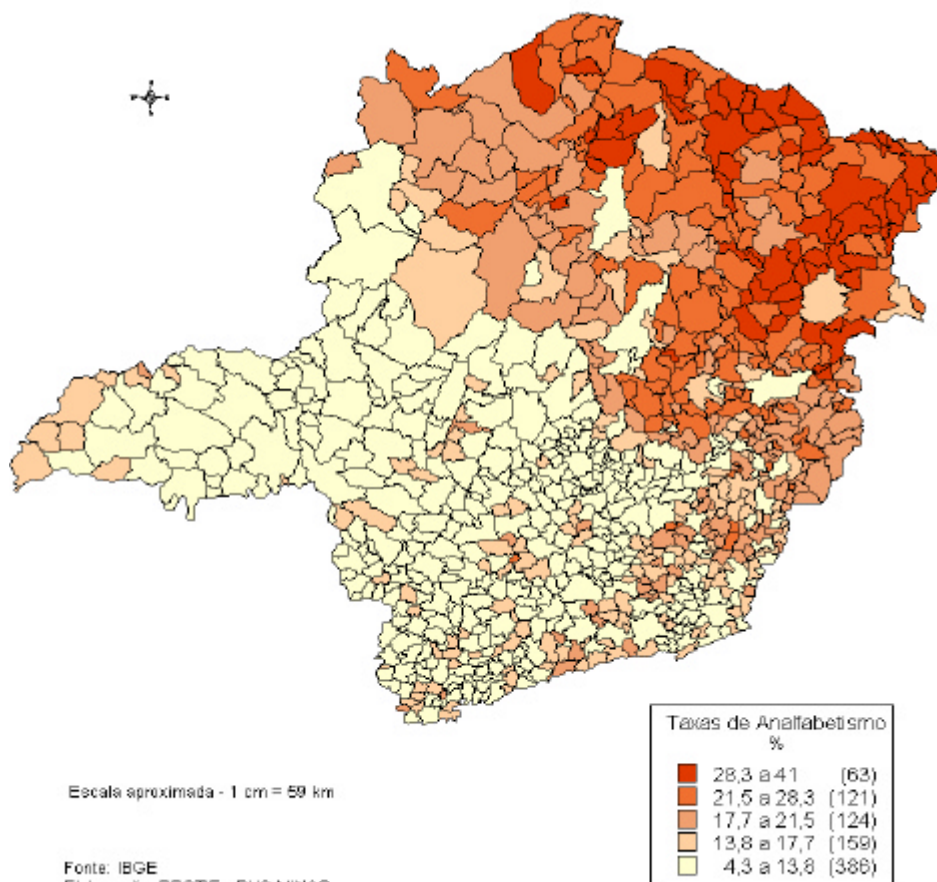 Taxas de Analfabetismo
%
28,3 a 41 (63)
21,5 a 28,3 (121)
17,7 a 21,5 (124)
13,8 a 17,7 (159)
4,3 a 13,8 (386)
Escala aproximada - 1 cm = 59 km
Fonte: IBGE